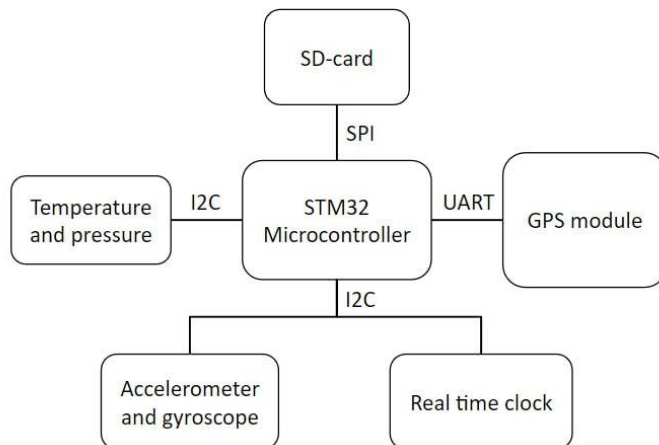 SD-card
SPI
Temperature
and pressure
I2C
STM32
Microcontroller
UART
GPS module
I2C
Accelerometer
and gyroscope
Real time clock